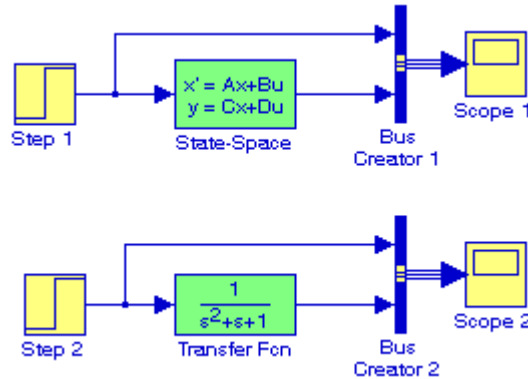 x' = Ax+Bu
y = Cx+Du
Step 1
State-Space
Bus
Creator 1
Scope 1
1
s²+s+1
Step 2
Transfer Fcn
Bus
Creator 2
Scope 2